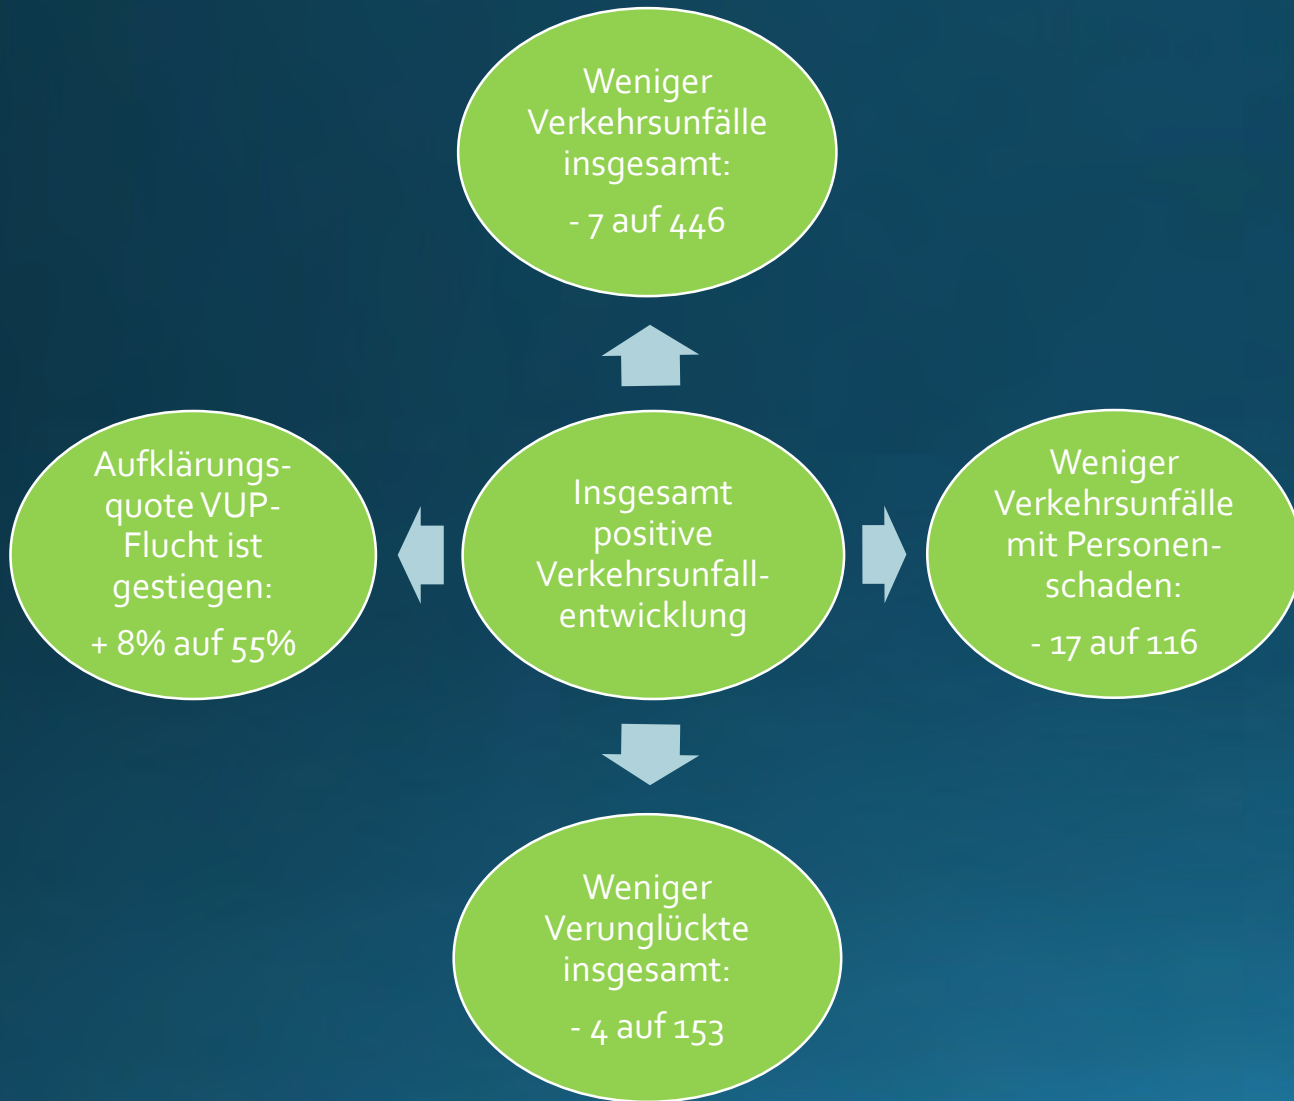 Weniger
Verkehrsunfälle
insgesamt:
- 7 auf 446
Aufklärungs-
quote VUP-
Flucht ist
gestiegen:
+ 8% auf 55%
Insgesamt
positive
Verkehrsunfall-
entwicklung
Weniger
Verkehrsunfälle
mit Personen-
schaden:
- 17 auf 116
Weniger
Verunglückte
insgesamt:
- 4 auf 153